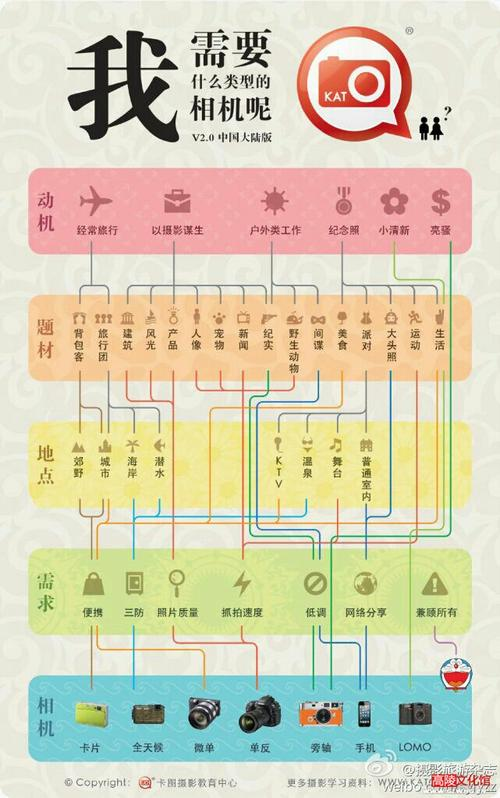 我
需要
什么类型的
相机呢
V2.0 中国大陆版
KAT
®
?
动机
经常旅行 以摄影谋生 户外类工作 纪念照 小清新 亮骚
题材
背包客 旅行团 建筑 风光 产品 人像 宠物 新闻 纪实 野生动物 间谍 美食 派对 大头照 运动 生活
地点
郊野 城市 海岸 潜水 KTV 温泉 舞台 普通室内
需求
便携 三防 照片质量 抓拍速度 低调 网络分享 兼顾所有
相机
卡片 全天候 微单 单反 旁轴 手机 LOMO
© Copyright: 卡图摄影教育中心 更多摄影学习资料: WWW.KAT
@摄影旅游杂志
高陵文化馆